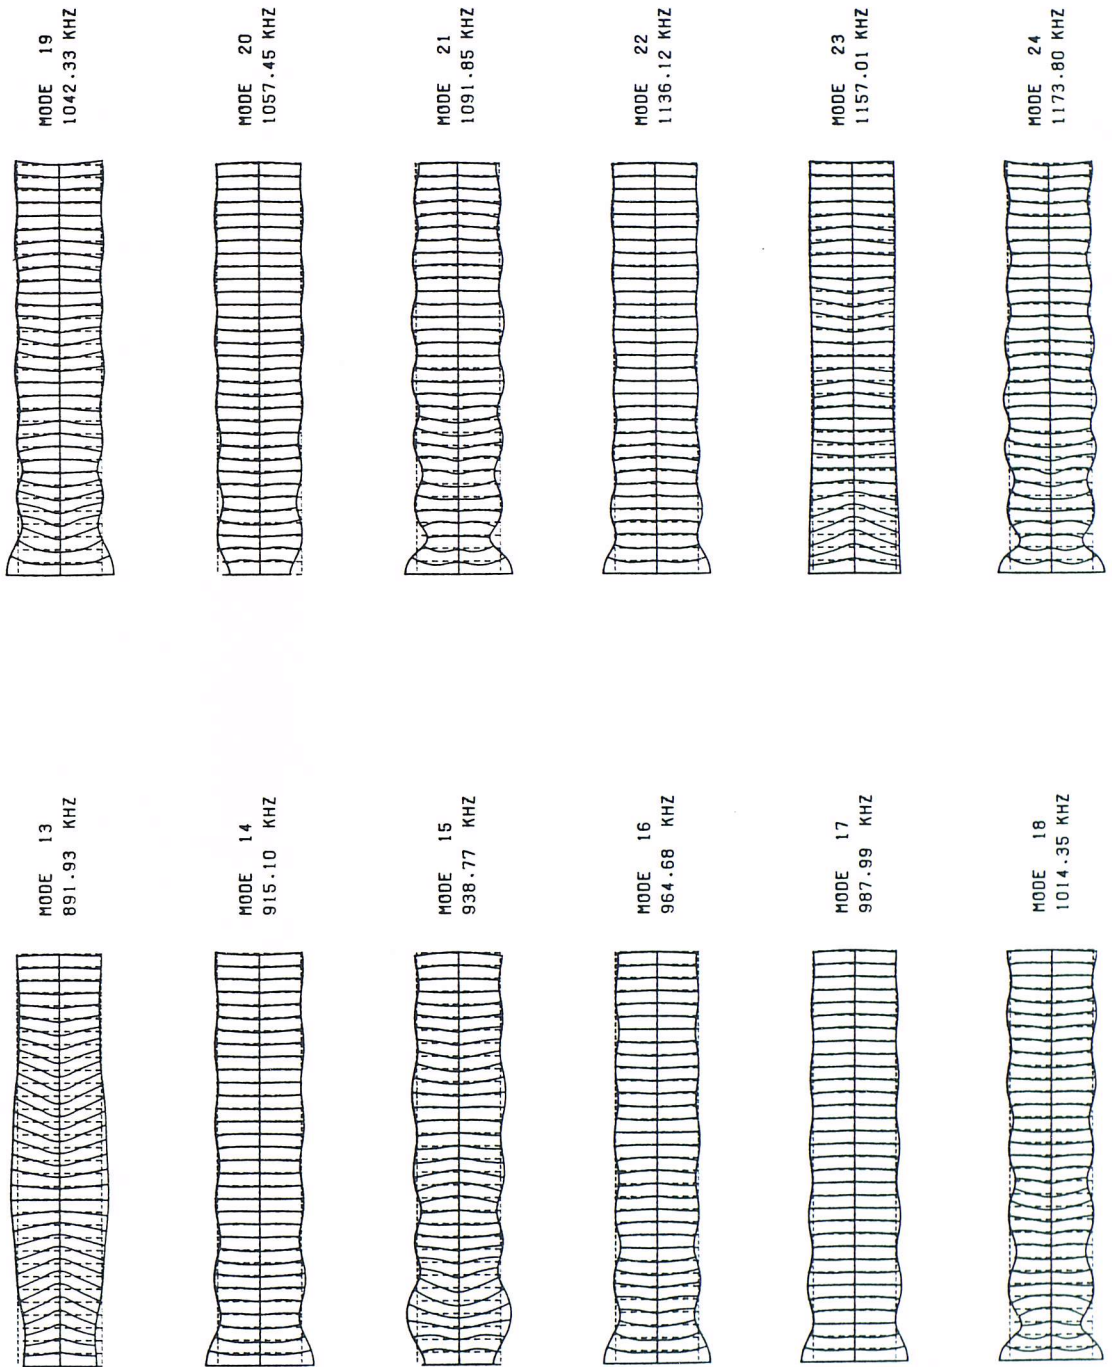 MODE 19
1042.33 KHZ
MODE 20
1057.45 KHZ
MODE 21
1091.85 KHZ
MODE 22
1136.12 KHZ
MODE 23
1157.01 KHZ
MODE 24
1173.80 KHZ
MODE 13
891.93 KHZ
MODE 14
915.10 KHZ
MODE 15
938.77 KHZ
MODE 16
964.68 KHZ
MODE 17
987.99 KHZ
MODE 18
1014.35 KHZ